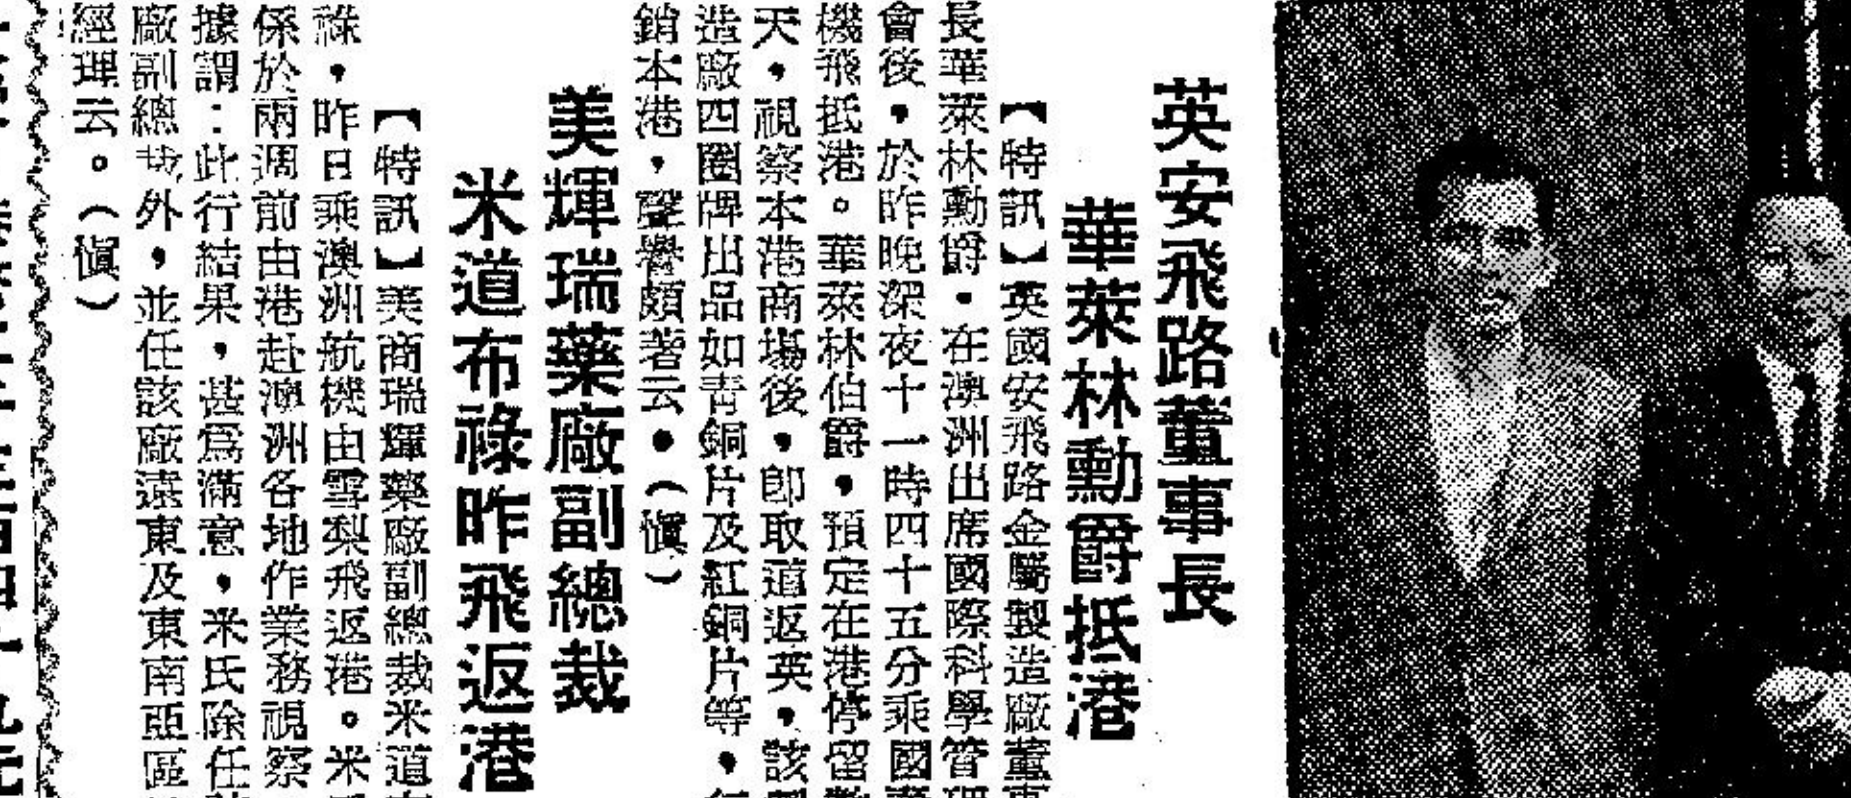 英安飛路董事長
華萊林勳爵抵港
【特訊】英國安飛路金屬製造廠董事
長華萊林勳爵・在澳洲出席國際科學管理
會後，於昨晚深夜十一時四十五分乘國
機飛抵港。華萊林伯爵，預定在港停留
天，視察本港商場後，即取道返英，該
造廠四圈牌出品如靑銅片及紅銅片等，
銷本港，聲譽頗著云●（愼）
美輝瑞藥廠副總裁
米道布祿昨飛返港
【特訊】美商瑞輝藥廠副總裁米道
祿，昨日乘澳洲航機由雪梨飛返港。米
係於兩週前由港赴澳洲各地作業務視察
據謂：此行結果，甚爲滿意，米氏除任
廠副總裁外，並任該廠遠東及東南亞區
經理云。（愼）